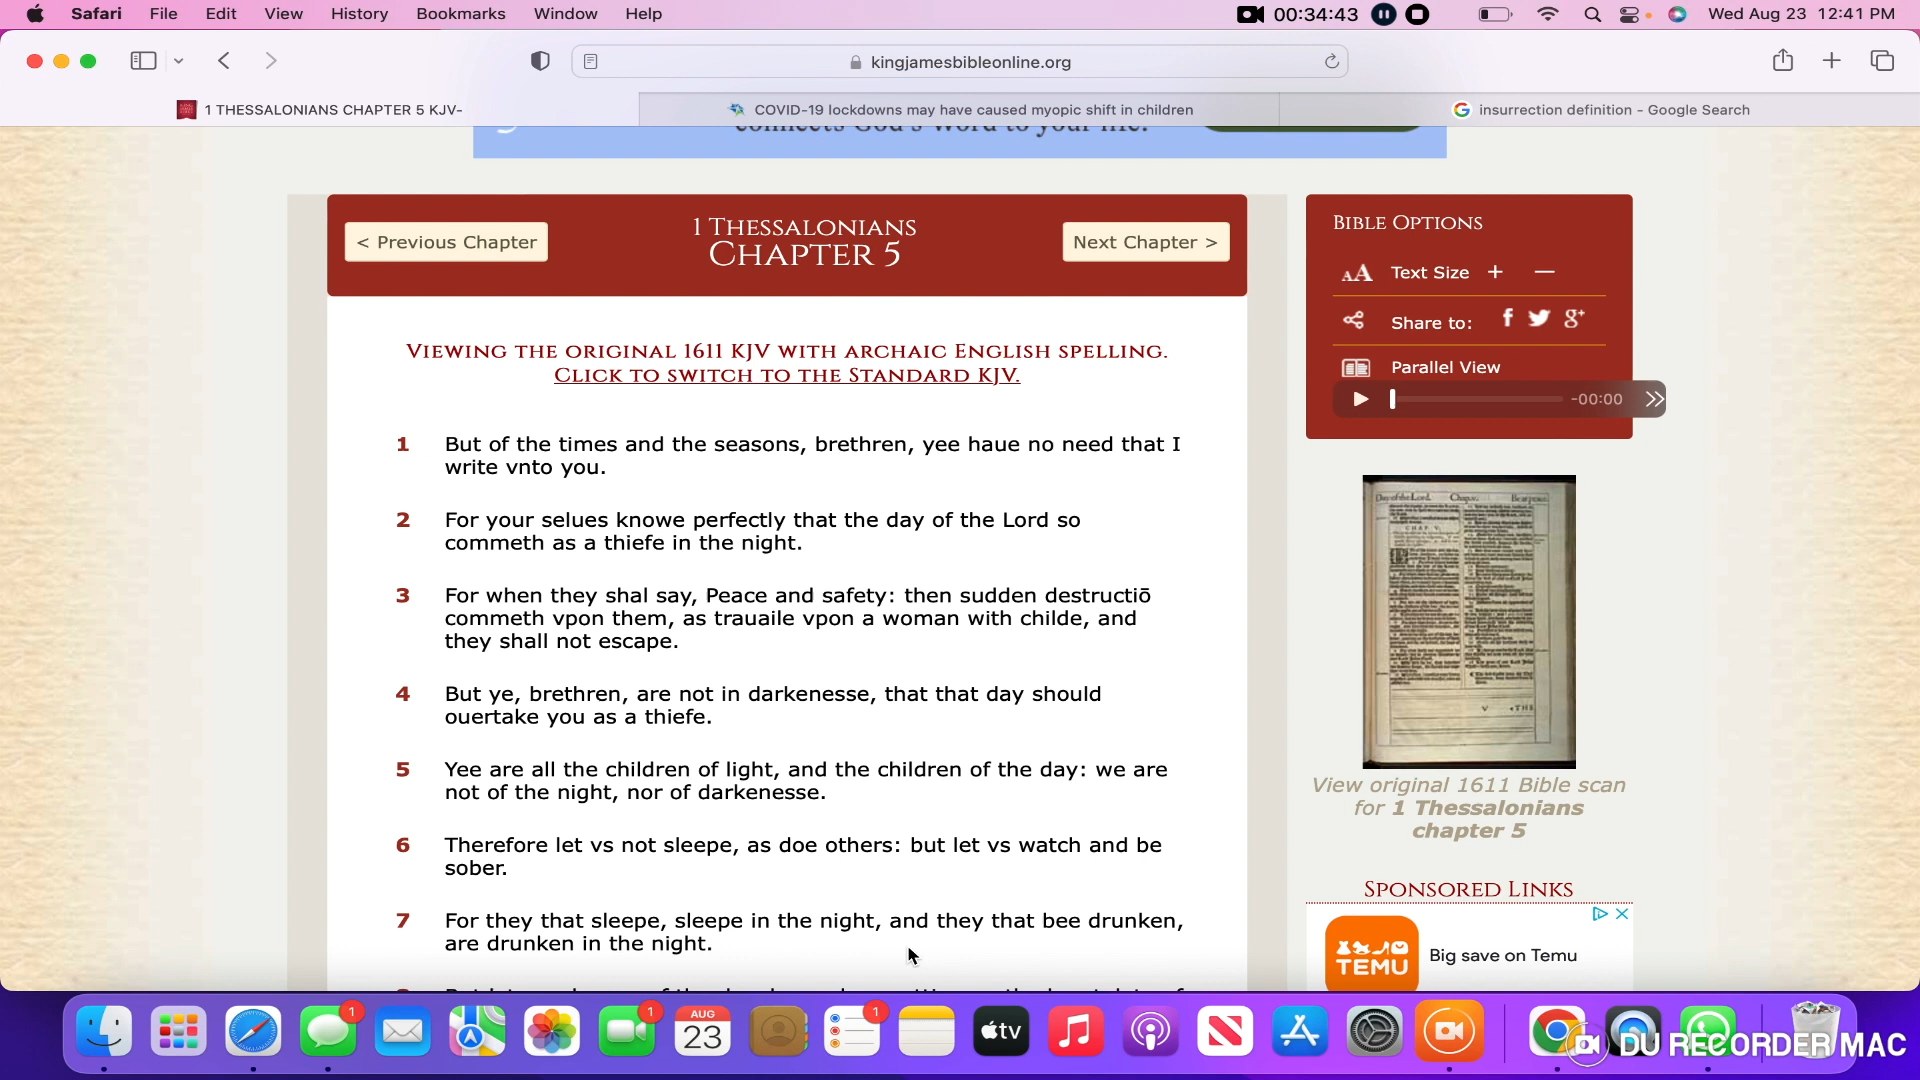 Safari File Edit View History Bookmarks Window Help 00:34:43 Wed Aug 23 12:41 PM
kingjamesbibleonline.org
1 THESSALONIANS CHAPTER 5 KJV-
COVID-19 lockdowns may have caused myopic shift in children
insurrection definition - Google Search
connects God's Word to your life.
< Previous Chapter
1 THESSALONIANS
CHAPTER 5
Next Chapter >
VIEWING THE ORIGINAL 1611 KJV WITH ARCHAIC ENGLISH SPELLING.
CLICK TO SWITCH TO THE STANDARD KJV.
1 But of the times and the seasons, brethren, yee haue no need that I
write vnto you.
2 For your selues knowe perfectly that the day of the Lord so
commeth as a thiefe in the night.
3 For when they shal say, Peace and safety: then sudden destructiō
commeth vpon them, as trauaile vpon a woman with childe, and
they shall not escape.
4 But ye, brethren, are not in darkenesse, that that day should
ouertake you as a thiefe.
5 Yee are all the children of light, and the children of the day: we are
not of the night, nor of darkenesse.
6 Therefore let vs not sleepe, as doe others: but let vs watch and be
sober.
7 For they that sleepe, sleepe in the night, and they that bee drunken,
are drunken in the night.
BIBLE OPTIONS
AA Text Size + —
Share to: f g+
Parallel View
-00:00
View original 1611 Bible scan
for 1 Thessalonians
chapter 5
SPONSORED LINKS
TEMU
Big save on Temu
1
1
AUG
23
1
tv
DU RECORDER MAC